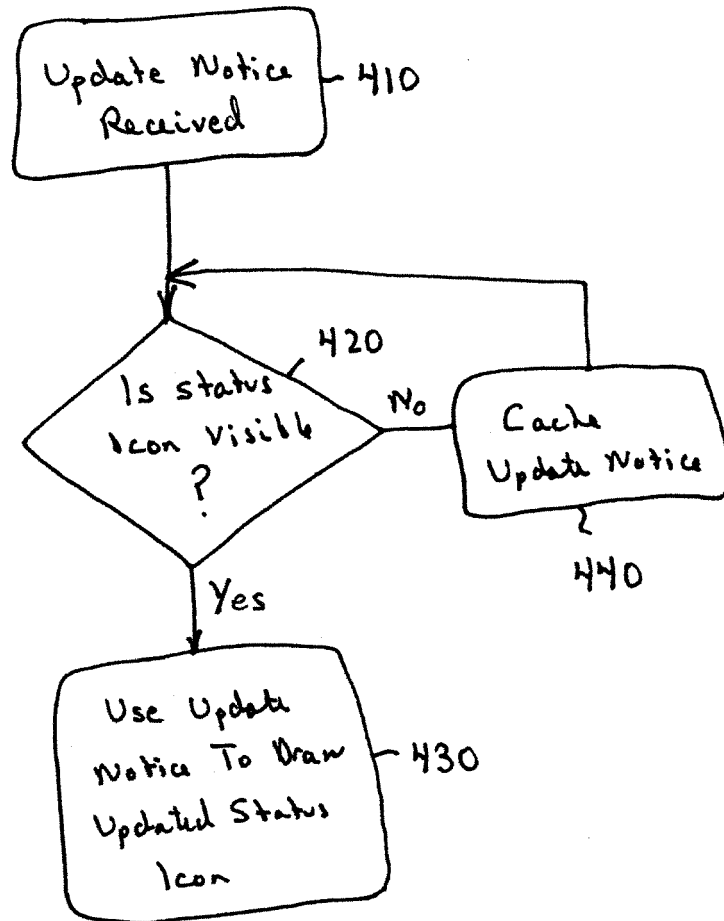 Update Notice
Received
410
420
Is status
Icon Visible
?
No
Cache
Update Notice
440
Yes
Use Update
Notice To Draw
Updated Status
Icon
430